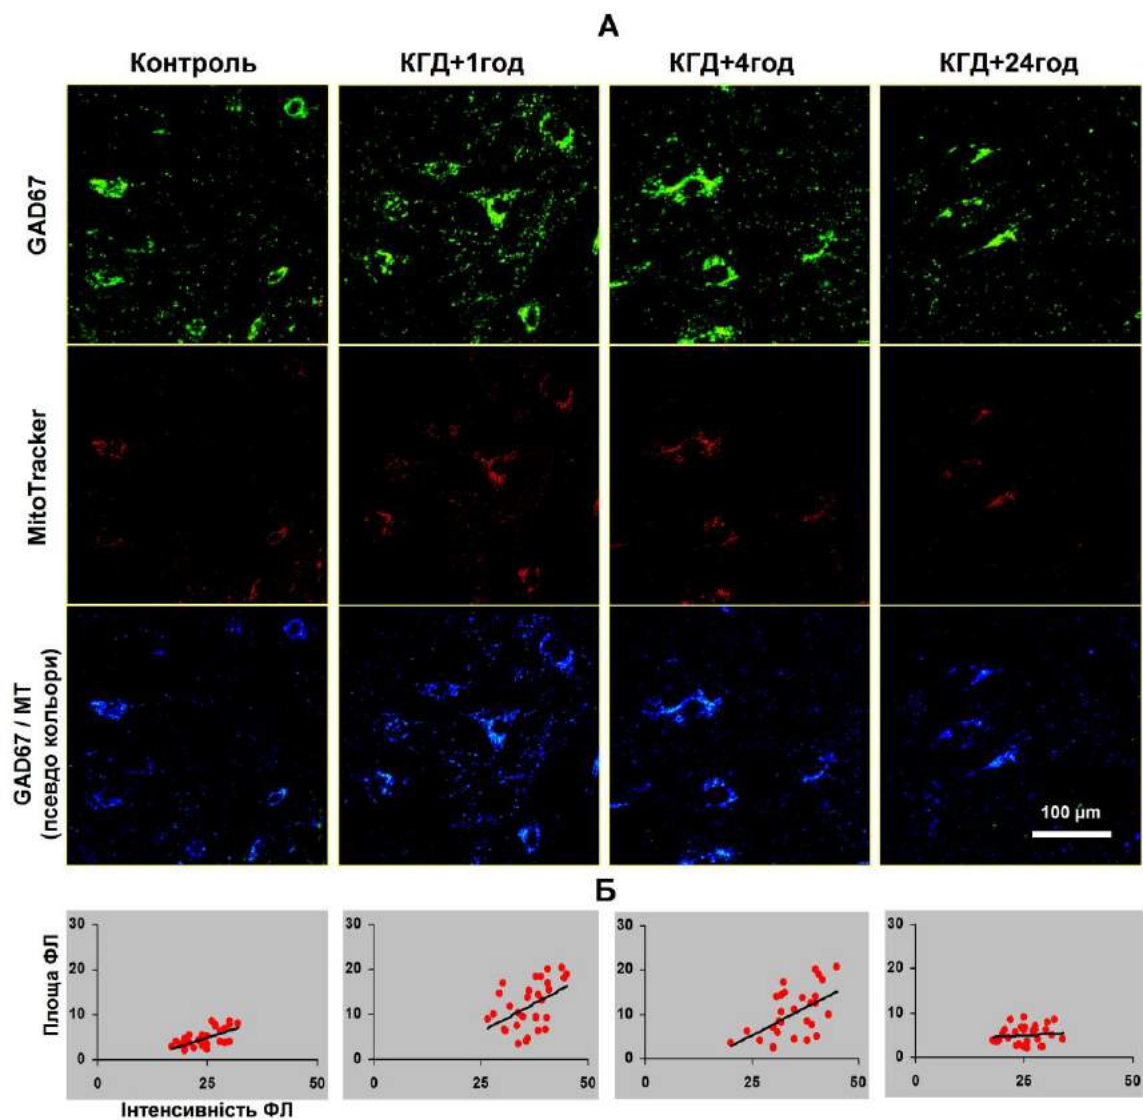 А
Контроль КГД+1год КГД+4год КГД+24год
GAD67
MitoTracker
GAD67 / MT
(псевдо кольори)
100 µm
Б
Площа ФЛ
30 30 30 30
20 20 20 20
10 10 10 10
0 0 0 0
0 25 50 0 25 50 0 25 50 0 25 50
Інтенсивність ФЛ